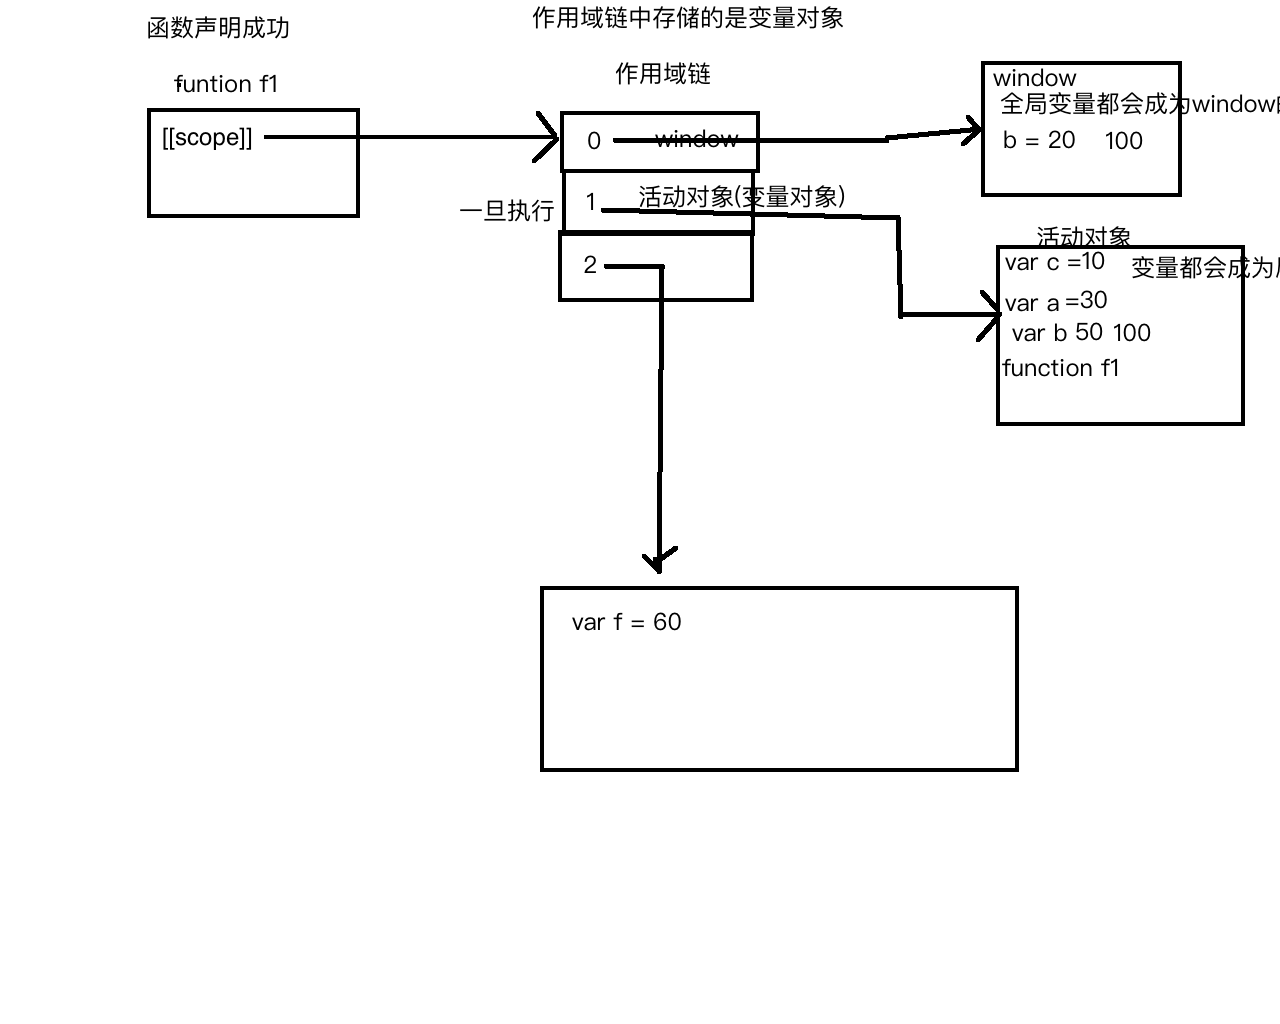 函数声明成功
作用域链中存储的是变量对象
funtion f1
作用域链
[[scope]]
0 window
一旦执行
1 活动对象(变量对象)
2
window
全局变量都会成为window
b = 20 100
活动对象
var c =10 变量都会成为
var a =30
var b 50 100
function f1
var f = 60